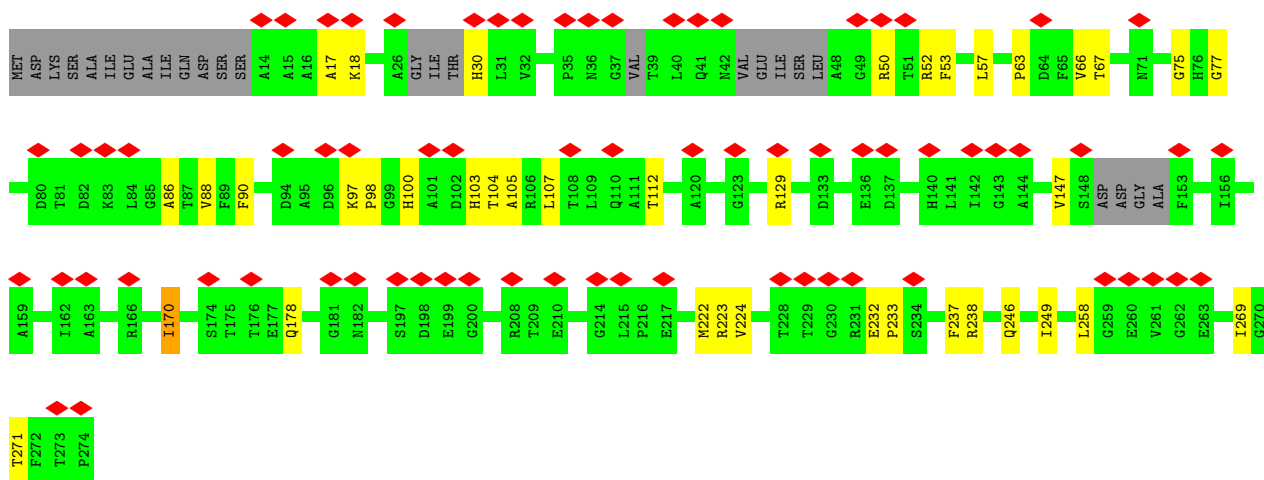 MET ASP LYS SER ALA ILE GLU ALA ILE GLN ASP SER SER A14 A15 A16 A17 K18 A26 GLY ILE THR H30 L31 V32 P35 N36 G37 VAL T39 L40 Q41 N42 VAL GLU ILE SER LEU A48 G49 R50 T51 R52 F53 L57 P63 D64 F65 V66 T67 N71 G75 H76 G77
D80 T81 D82 K83 L84 G85 A86 T87 V88 F89 F90 D94 A95 D96 K97 P98 G99 H100 A101 D102 H103 T104 A105 R106 L107 T108 L109 Q110 A111 T112 A120 G123 R129 D133 E136 D137 H140 L141 I142 G143 A144 V147 S148 ASP ASP GLY ALA F153 I156
A159 I162 A163 R166 I170 S174 T175 T176 E177 Q178 G181 N182 S197 D198 E199 G200 R208 T209 E210 G214 L215 P216 E217 M222 R223 V224 T228 T229 G230 R231 E232 P233 S234 F237 R238 Q246 I249 L258 G259 E260 V261 G262 E263 I269 G270
T271 F272 T273 P274